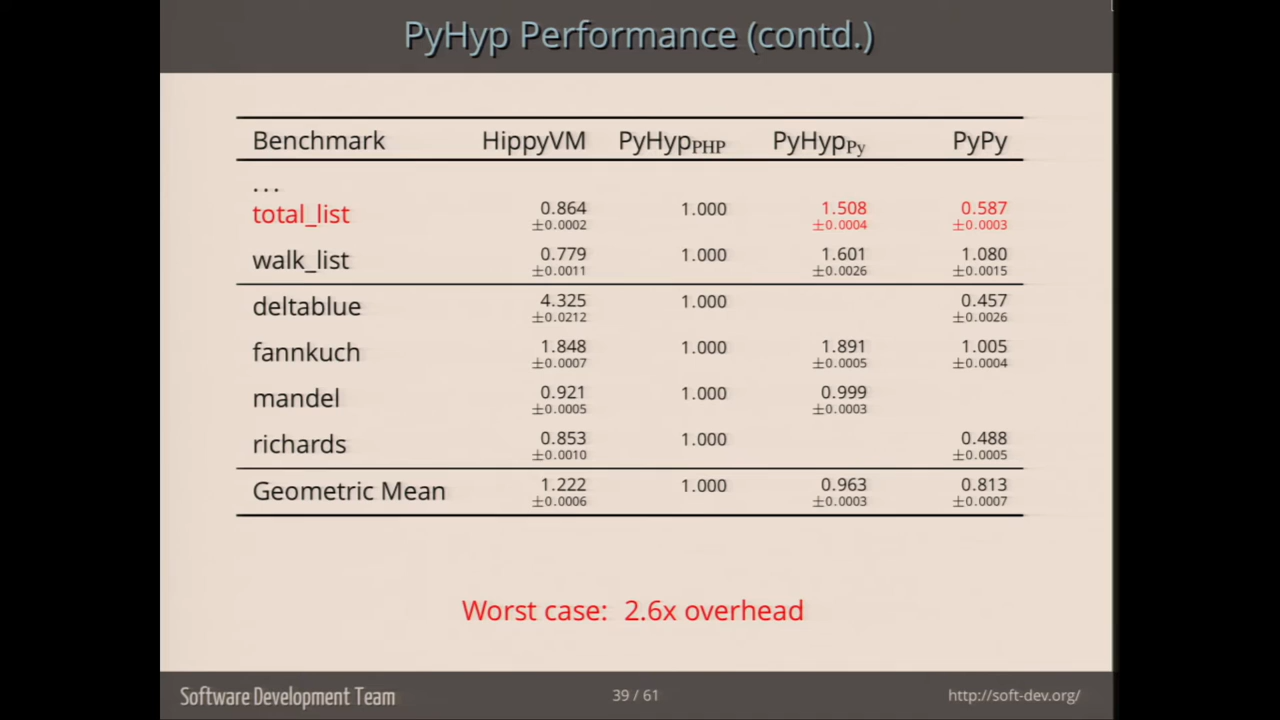 PyHyp Performance (contd.)
Benchmark HippyVM PyHypPHP PyHypPy PyPy
...
total_list 0.864 ±0.0002 1.000 1.508 ±0.0004 0.587 ±0.0003
walk_list 0.779 ±0.0011 1.000 1.601 ±0.0026 1.080 ±0.0015
deltablue 4.325 ±0.0212 1.000 0.457 ±0.0026
fannkuch 1.848 ±0.0007 1.000 1.891 ±0.0005 1.005 ±0.0004
mandel 0.921 ±0.0005 1.000 0.999 ±0.0003
richards 0.853 ±0.0010 1.000 0.488 ±0.0005
Geometric Mean 1.222 ±0.0006 1.000 0.963 ±0.0003 0.813 ±0.0007
Worst case: 2.6x overhead
Software Development Team 39 / 61 http://soft-dev.org/